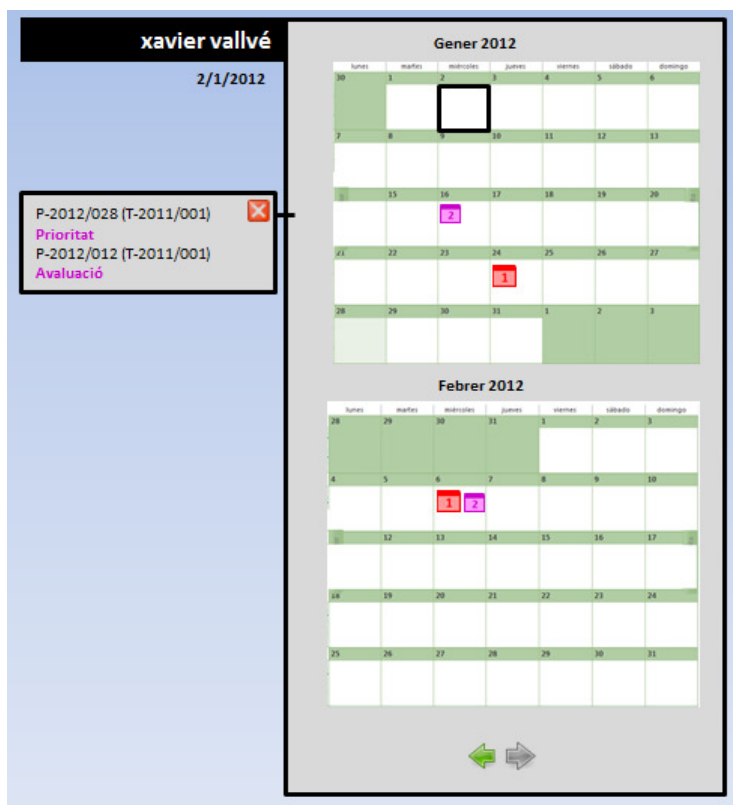 xavier vallvé
2/1/2012
P-2012/028 (T-2011/001)
Prioritat
P-2012/012 (T-2011/001)
Avaluació
Gener 2012
lunes martes miércoles jueves viernes sábado domingo
30 1 2 3 4 5 6
7 8 9 10 11 12 13
15 16 17 18 19 20
2
21 22 23 24 25 26 27
1
28 29 30 31 1 2 3
Febrer 2012
lunes martes miércoles jueves viernes sábado domingo
28 29 30 31 1 2 3
4 5 6 7 8 9 10
1 2
12 13 14 15 16 17
18 19 20 21 22 23 24
25 26 27 28 29 30 31